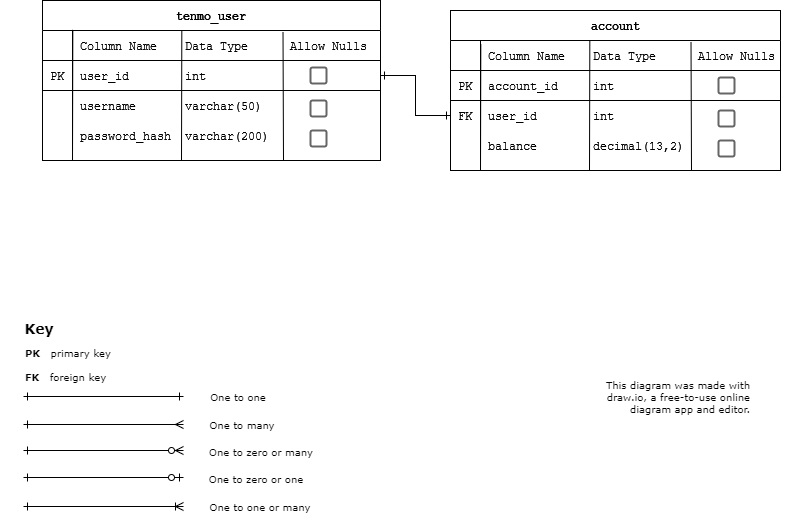 tenmo_user
Column Name Data Type Allow Nulls
PK user_id int
username varchar(50)
password_hash varchar(200)
account
Column Name Data Type Allow Nulls
PK account_id int
FK user_id int
balance decimal(13,2)
Key
PK primary key
FK foreign key
One to one
One to many
One to zero or many
One to zero or one
One to one or many
This diagram was made with
draw.io, a free-to-use online
diagram app and editor.